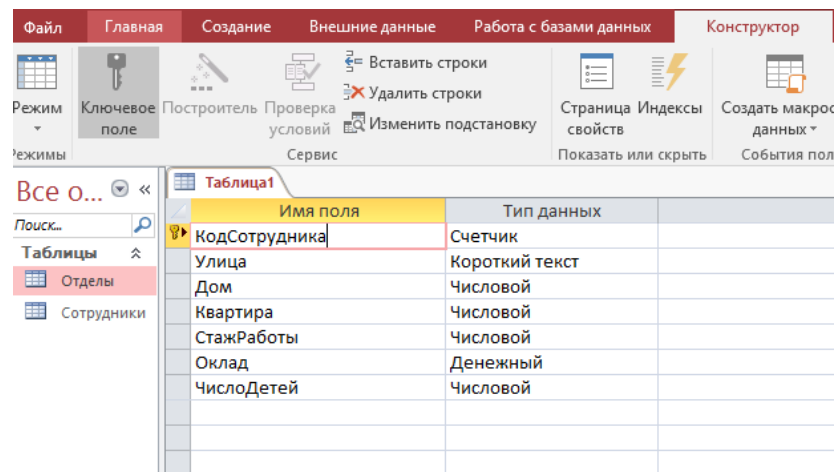 Файл Главная Создание Внешние данные Работа с базами данных Конструктор
Режим
Ключевое поле
Построитель
Проверка условий
Вставить строки
Удалить строки
Изменить подстановку
Страница свойств
Индексы
Создать макрос данных
Режимы Сервис Показать или скрыть События
Все о... «
Поиск...
Таблицы
Отделы
Сотрудники
Таблица1
Имя поля Тип данных
КодСотрудника Счетчик
Улица Короткий текст
Дом Числовой
Квартира Числовой
СтажРаботы Числовой
Оклад Денежный
ЧислоДетей Числовой